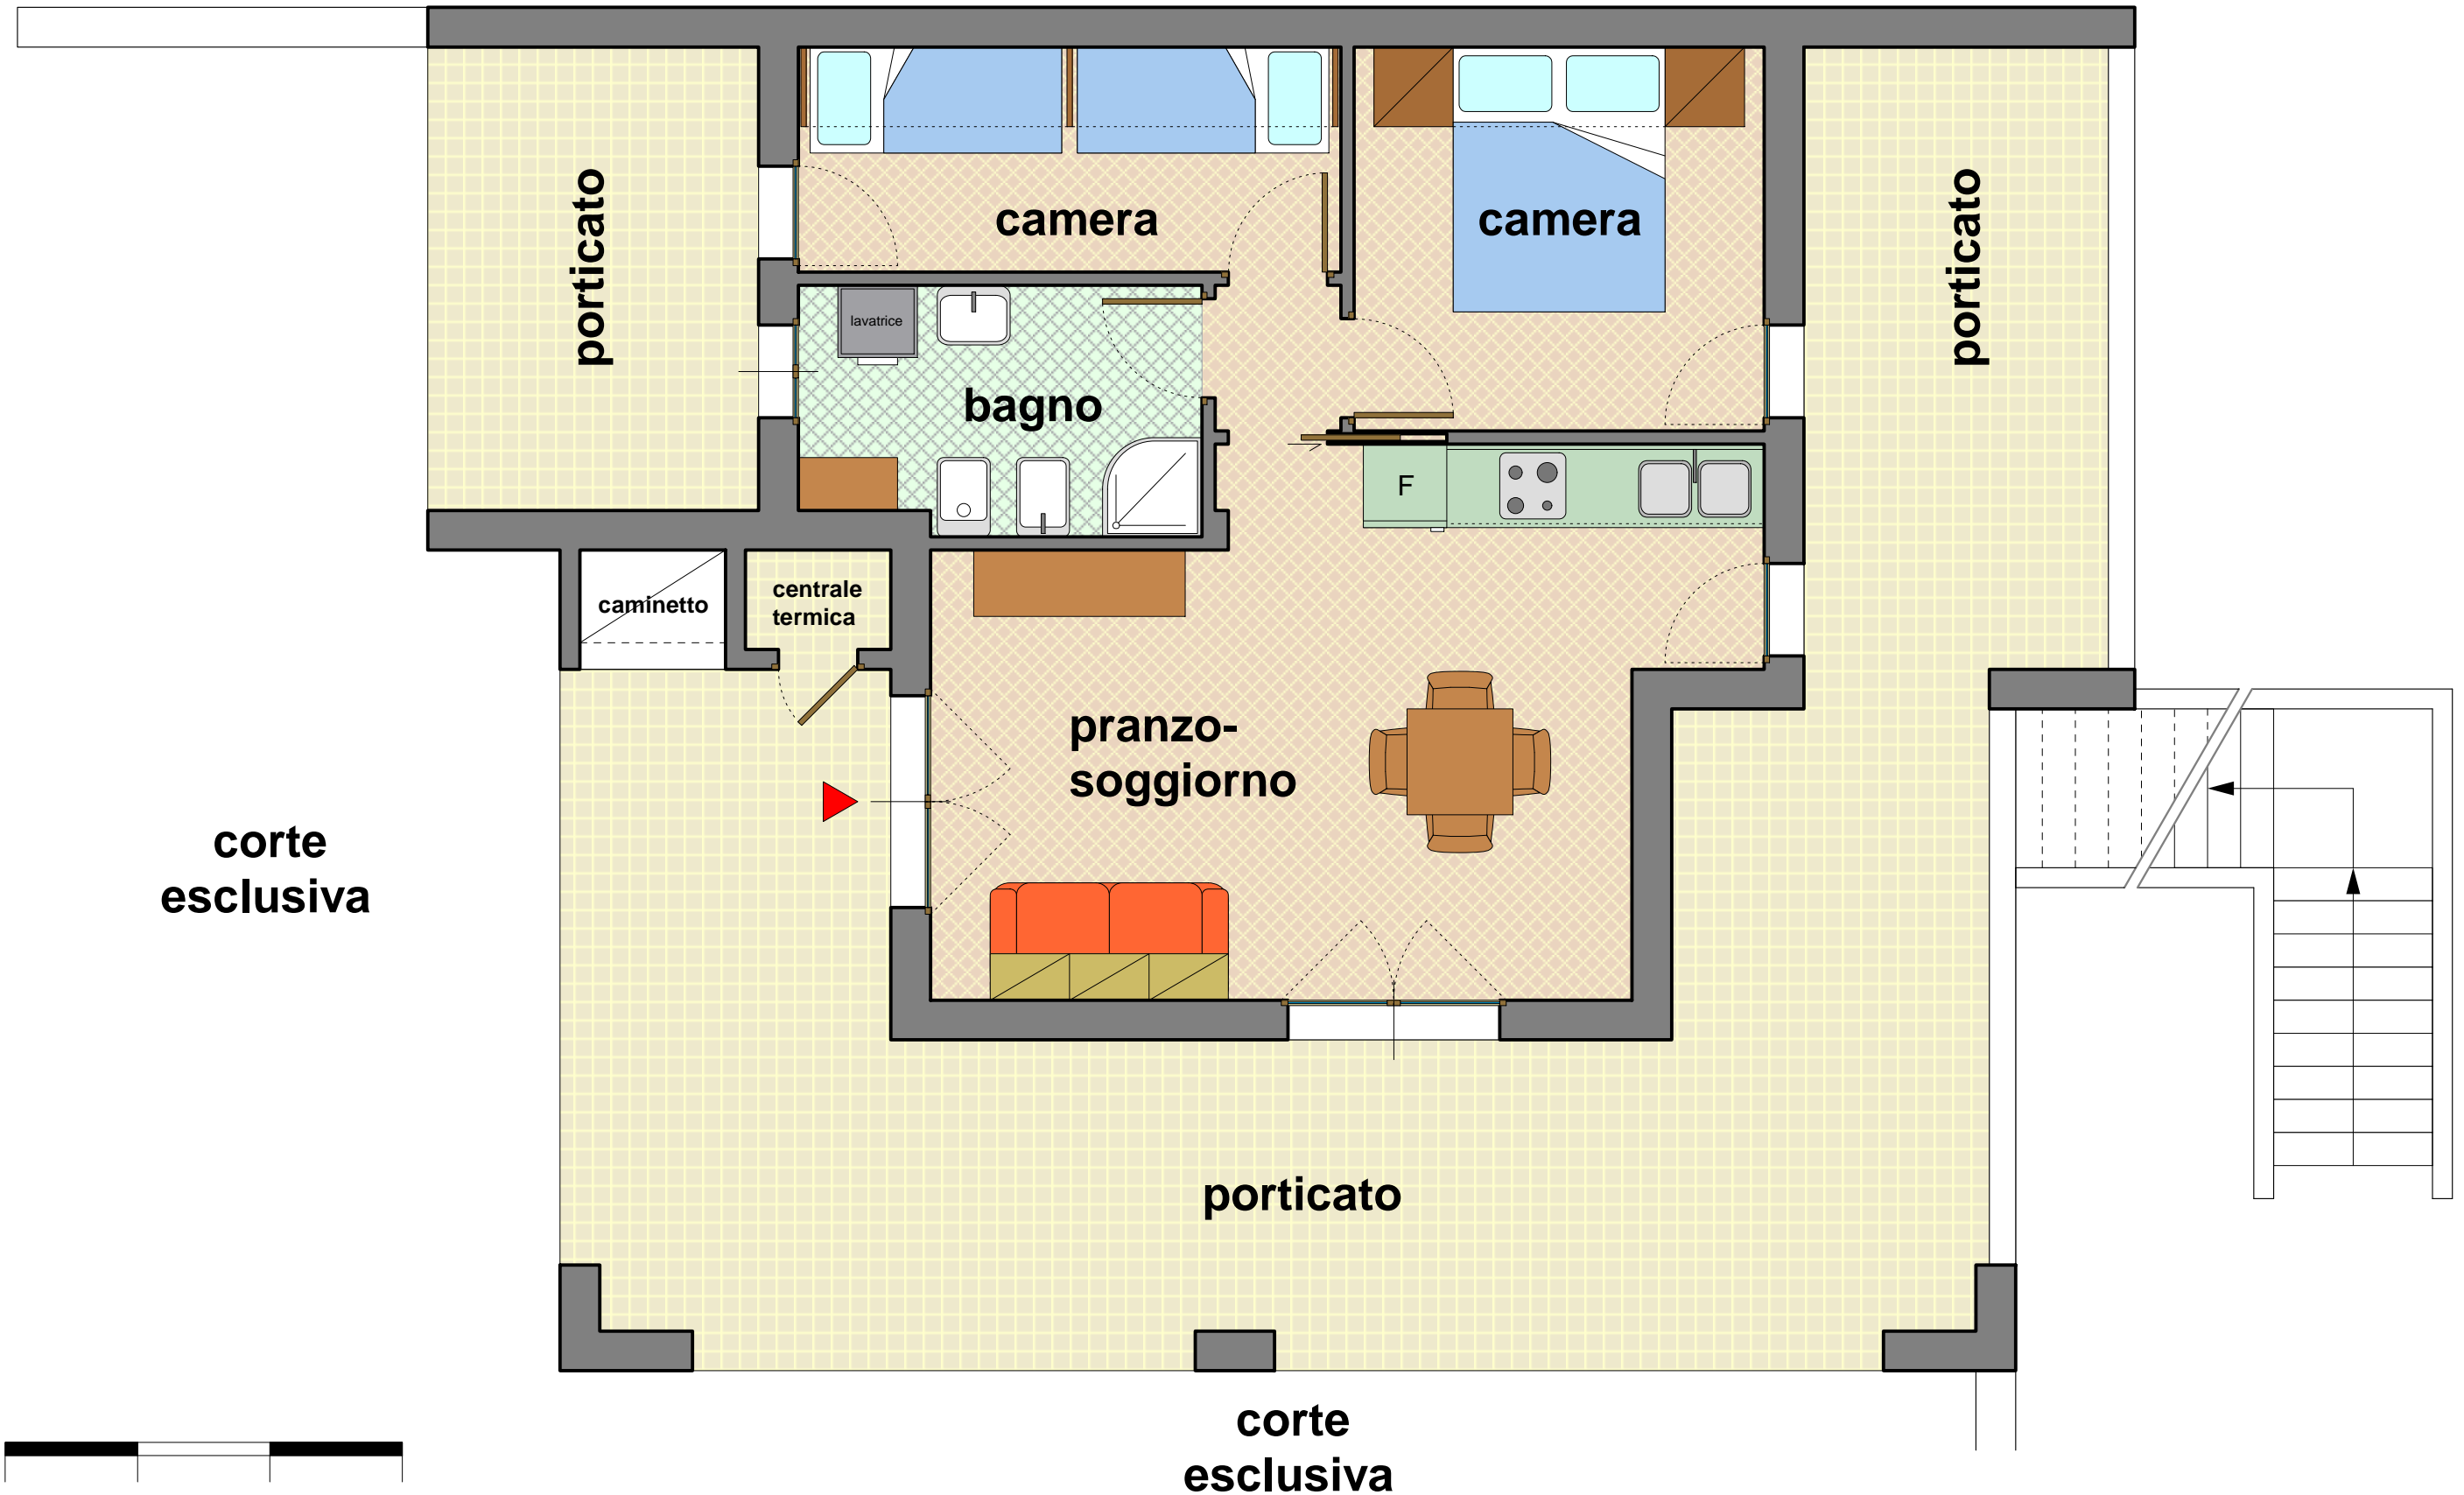 porticato
camera
camera
porticato
lavatrice
bagno
F
caminetto
centrale
termica
pranzo-
soggiorno
corte
esclusiva
porticato
corte
esclusiva